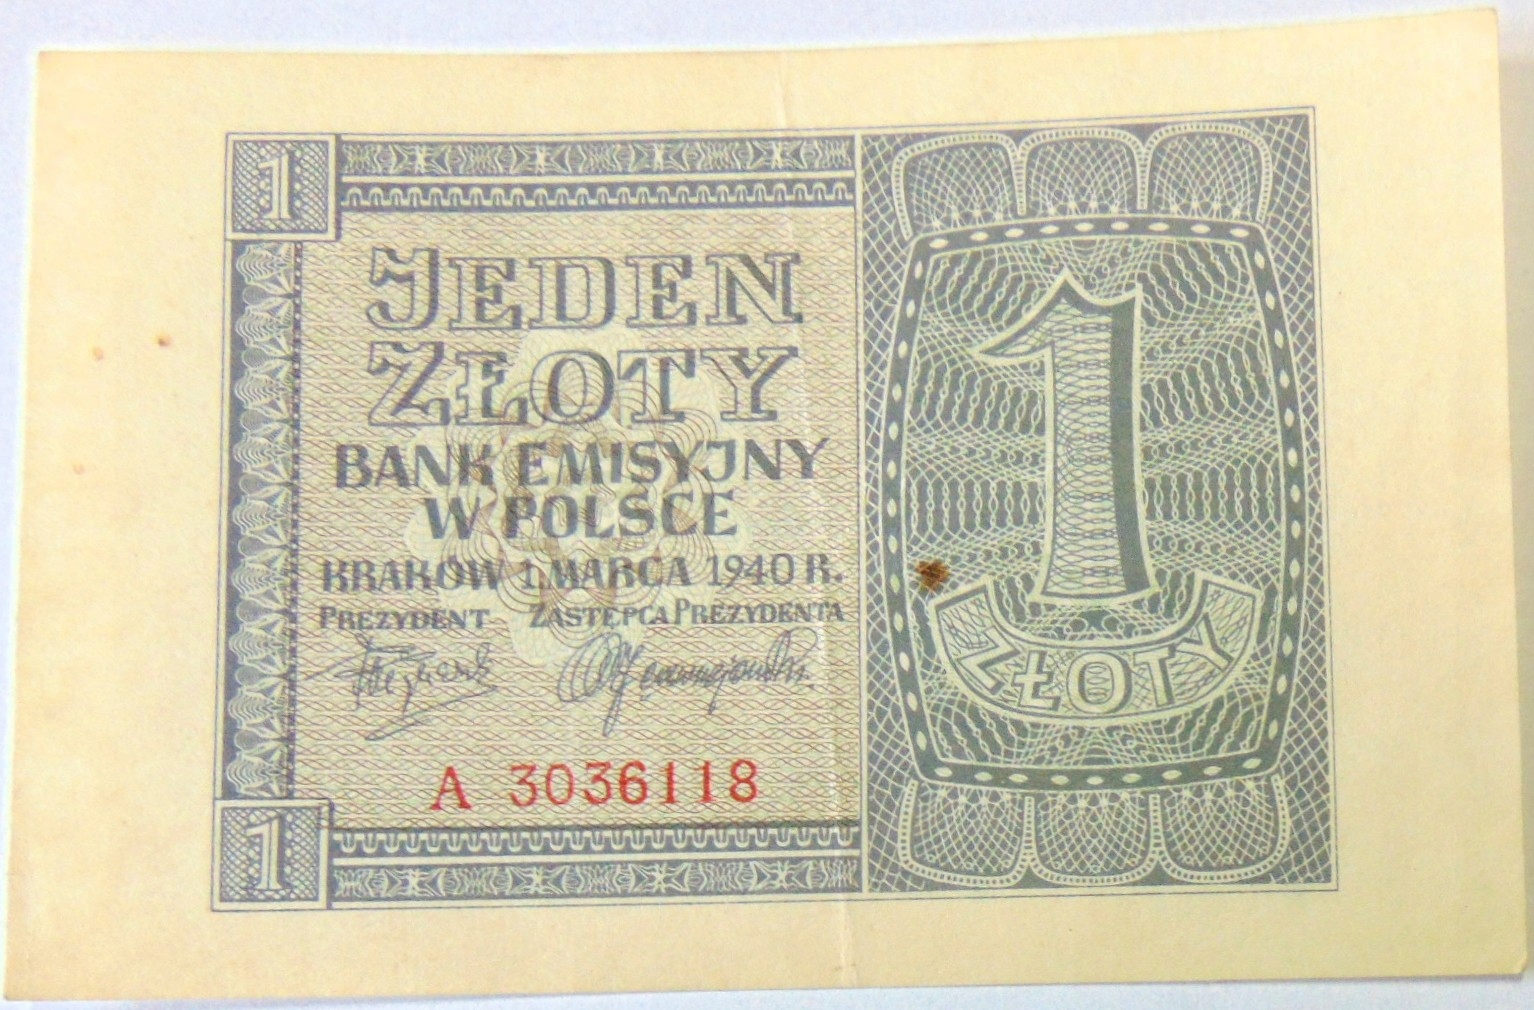 1
JEDEN
ZŁOTY
BANK EMISYJNY
W POLSCE
KRAKÓW 1 MARCA 1940 R.
PREZYDENT ZASTĘPCA PREZYDENTA
A 3036118
1
1
ZŁOTY